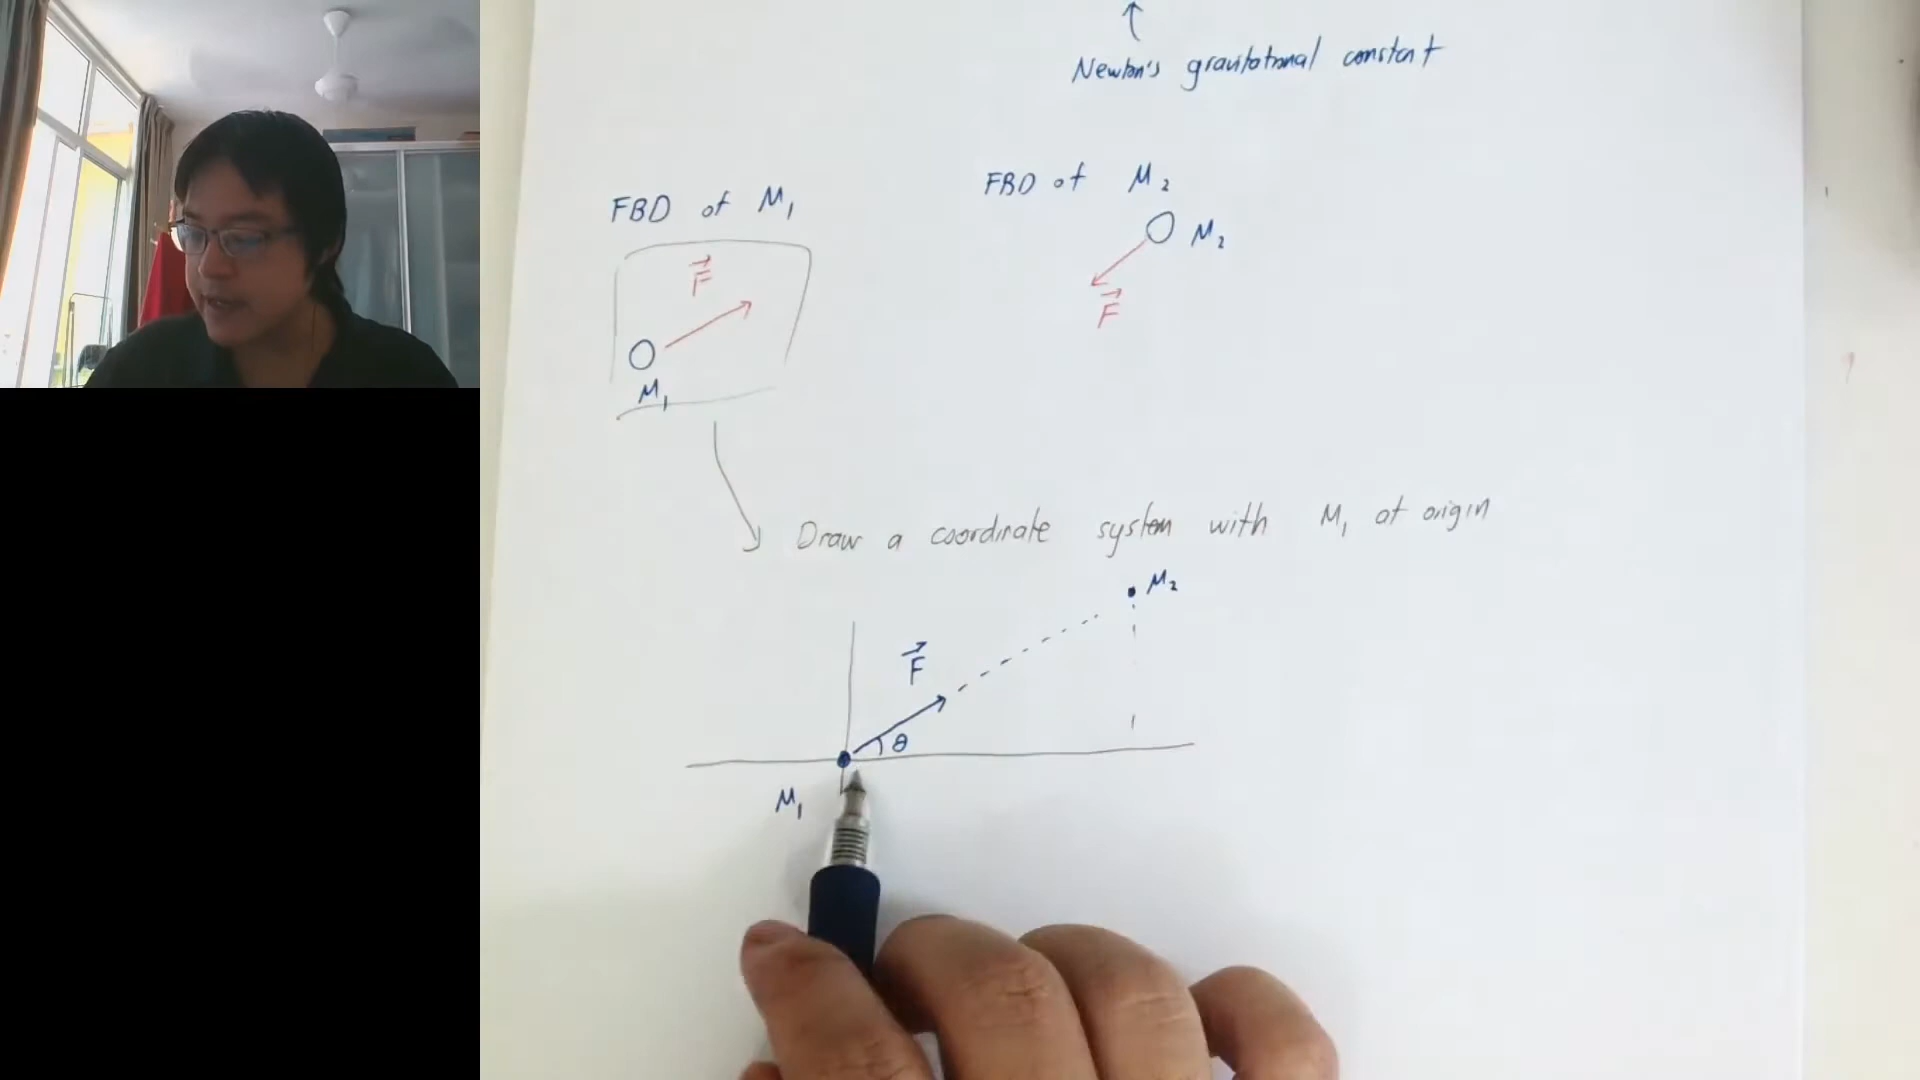 ↑
Newton's gravitational constant
FBD of M₁
F⃗
M₁
FBD of M₂
M₂
F⃗
Draw a coordinate system with M₁ at origin
M₂
F⃗
θ
M₁